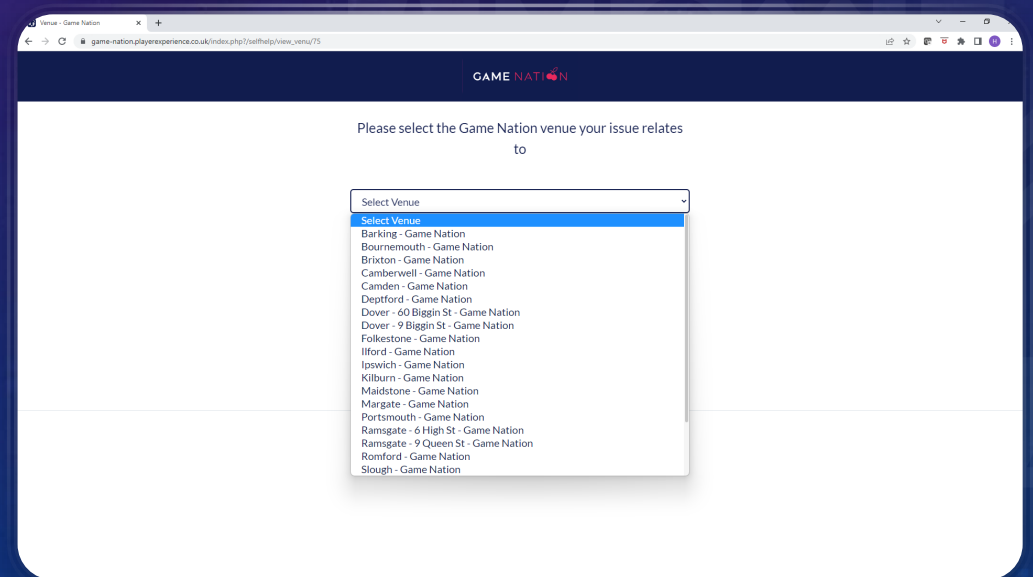 Venue - Game Nation
game-nation.playerexperience.co.uk/index.php?/selfhelp/view_venu/75
H
GAME NATION
Please select the Game Nation venue your issue relates
to
Select Venue
Select Venue
Barking - Game Nation
Bournemouth - Game Nation
Brixton - Game Nation
Camberwell - Game Nation
Camden - Game Nation
Deptford - Game Nation
Dover - 60 Biggin St - Game Nation
Dover - 9 Biggin St - Game Nation
Folkestone - Game Nation
Ilford - Game Nation
Ipswich - Game Nation
Kilburn - Game Nation
Maidstone - Game Nation
Margate - Game Nation
Portsmouth - Game Nation
Ramsgate - 6 High St - Game Nation
Ramsgate - 9 Queen St - Game Nation
Romford - Game Nation
Slough - Game Nation